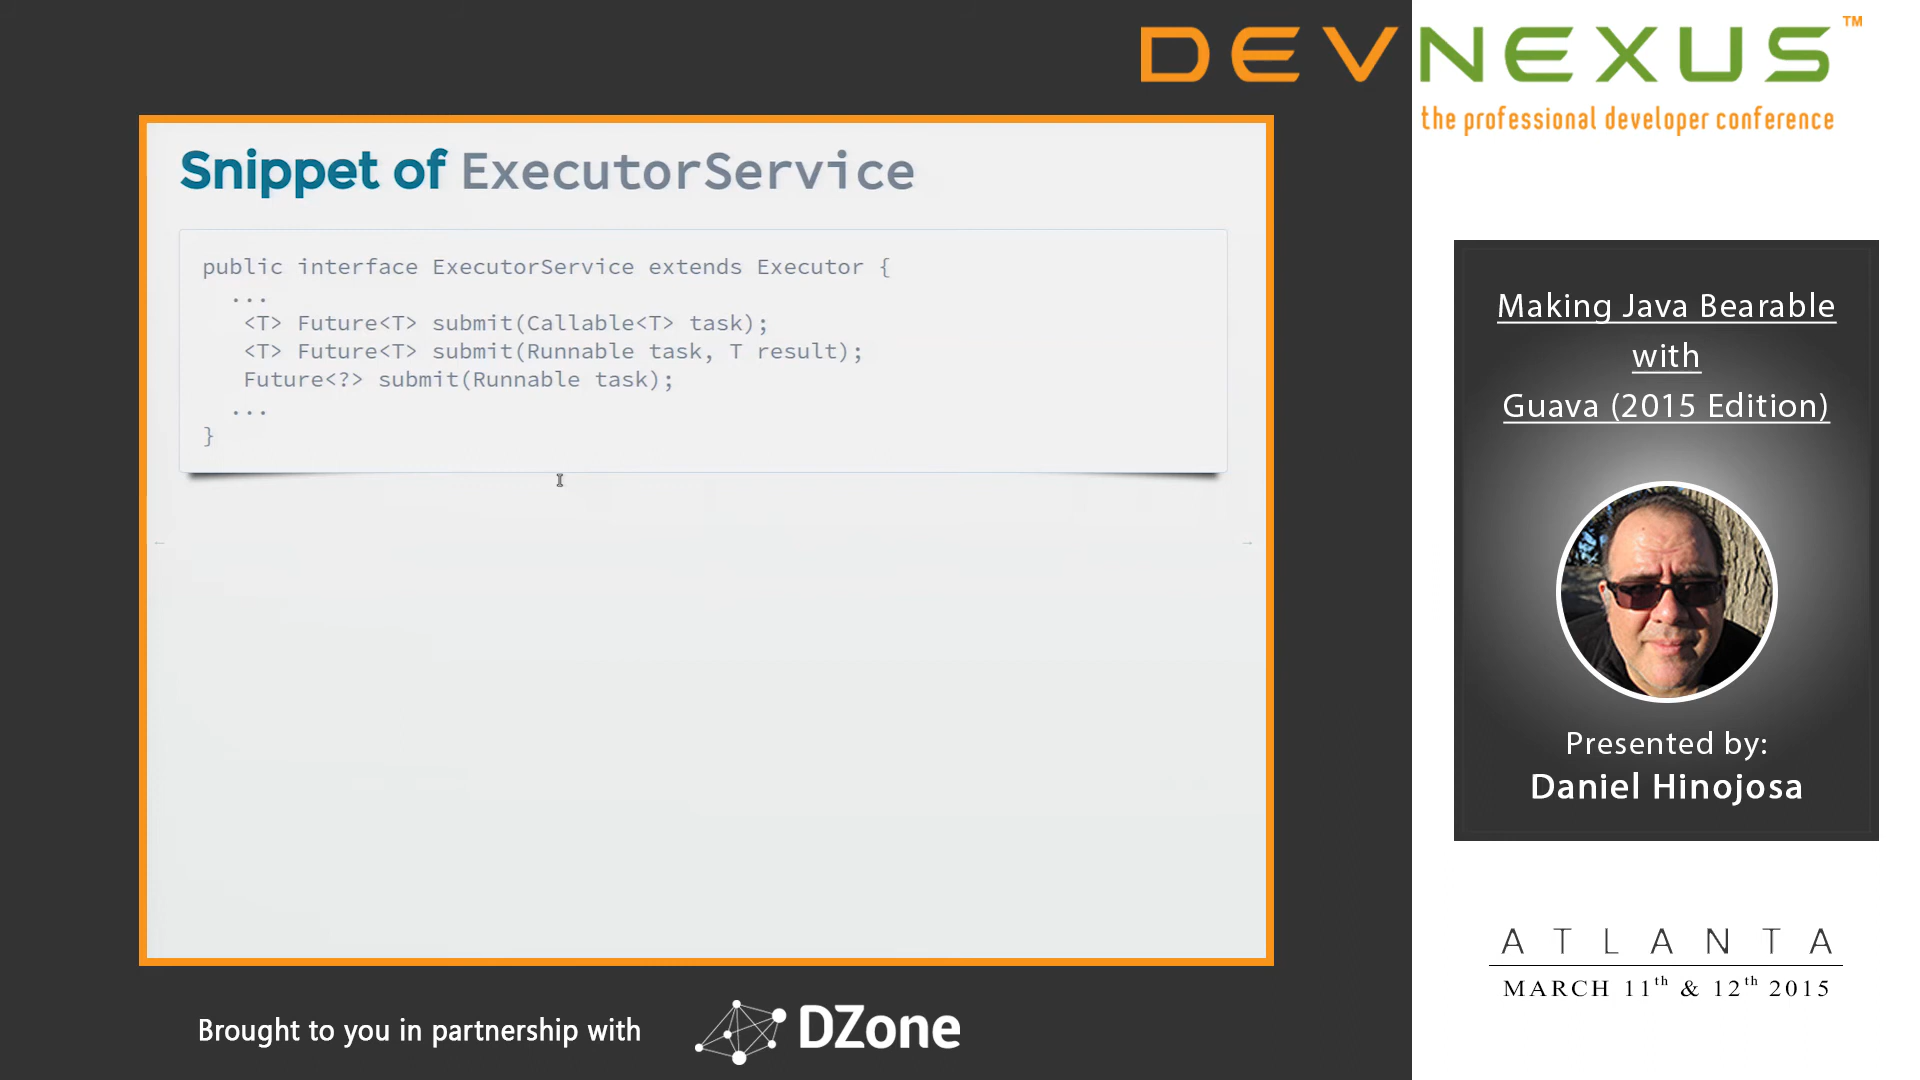 DEVNEXUS™
the professional developer conference
Snippet of ExecutorService
public interface ExecutorService extends Executor {
...
<T> Future<T> submit(Callable<T> task);
<T> Future<T> submit(Runnable task, T result);
Future<?> submit(Runnable task);
...
}
Making Java Bearable
with
Guava (2015 Edition)
Presented by:
Daniel Hinojosa
ATLANTA
MARCH 11th & 12th 2015
Brought to you in partnership with
DZone